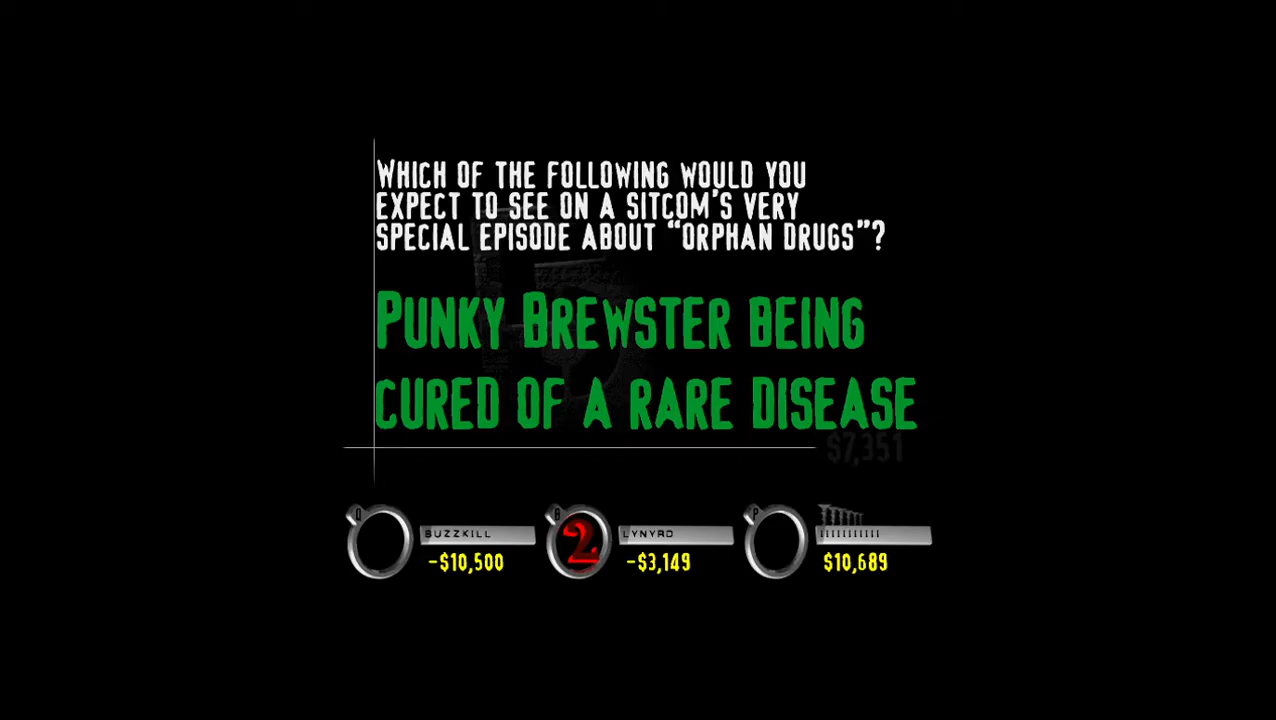 WHICH OF THE FOLLOWING WOULD YOU
EXPECT TO SEE ON A SITCOM'S VERY
SPECIAL EPISODE ABOUT “ORPHAN DRUGS”?
PUNKY BREWSTER BEING
CURED OF A RARE DISEASE
$7,351
Q BUZZKILL
-$10,500
B 2 LYNYRD
-$3,149
P IIIIIIIIIII
$10,689